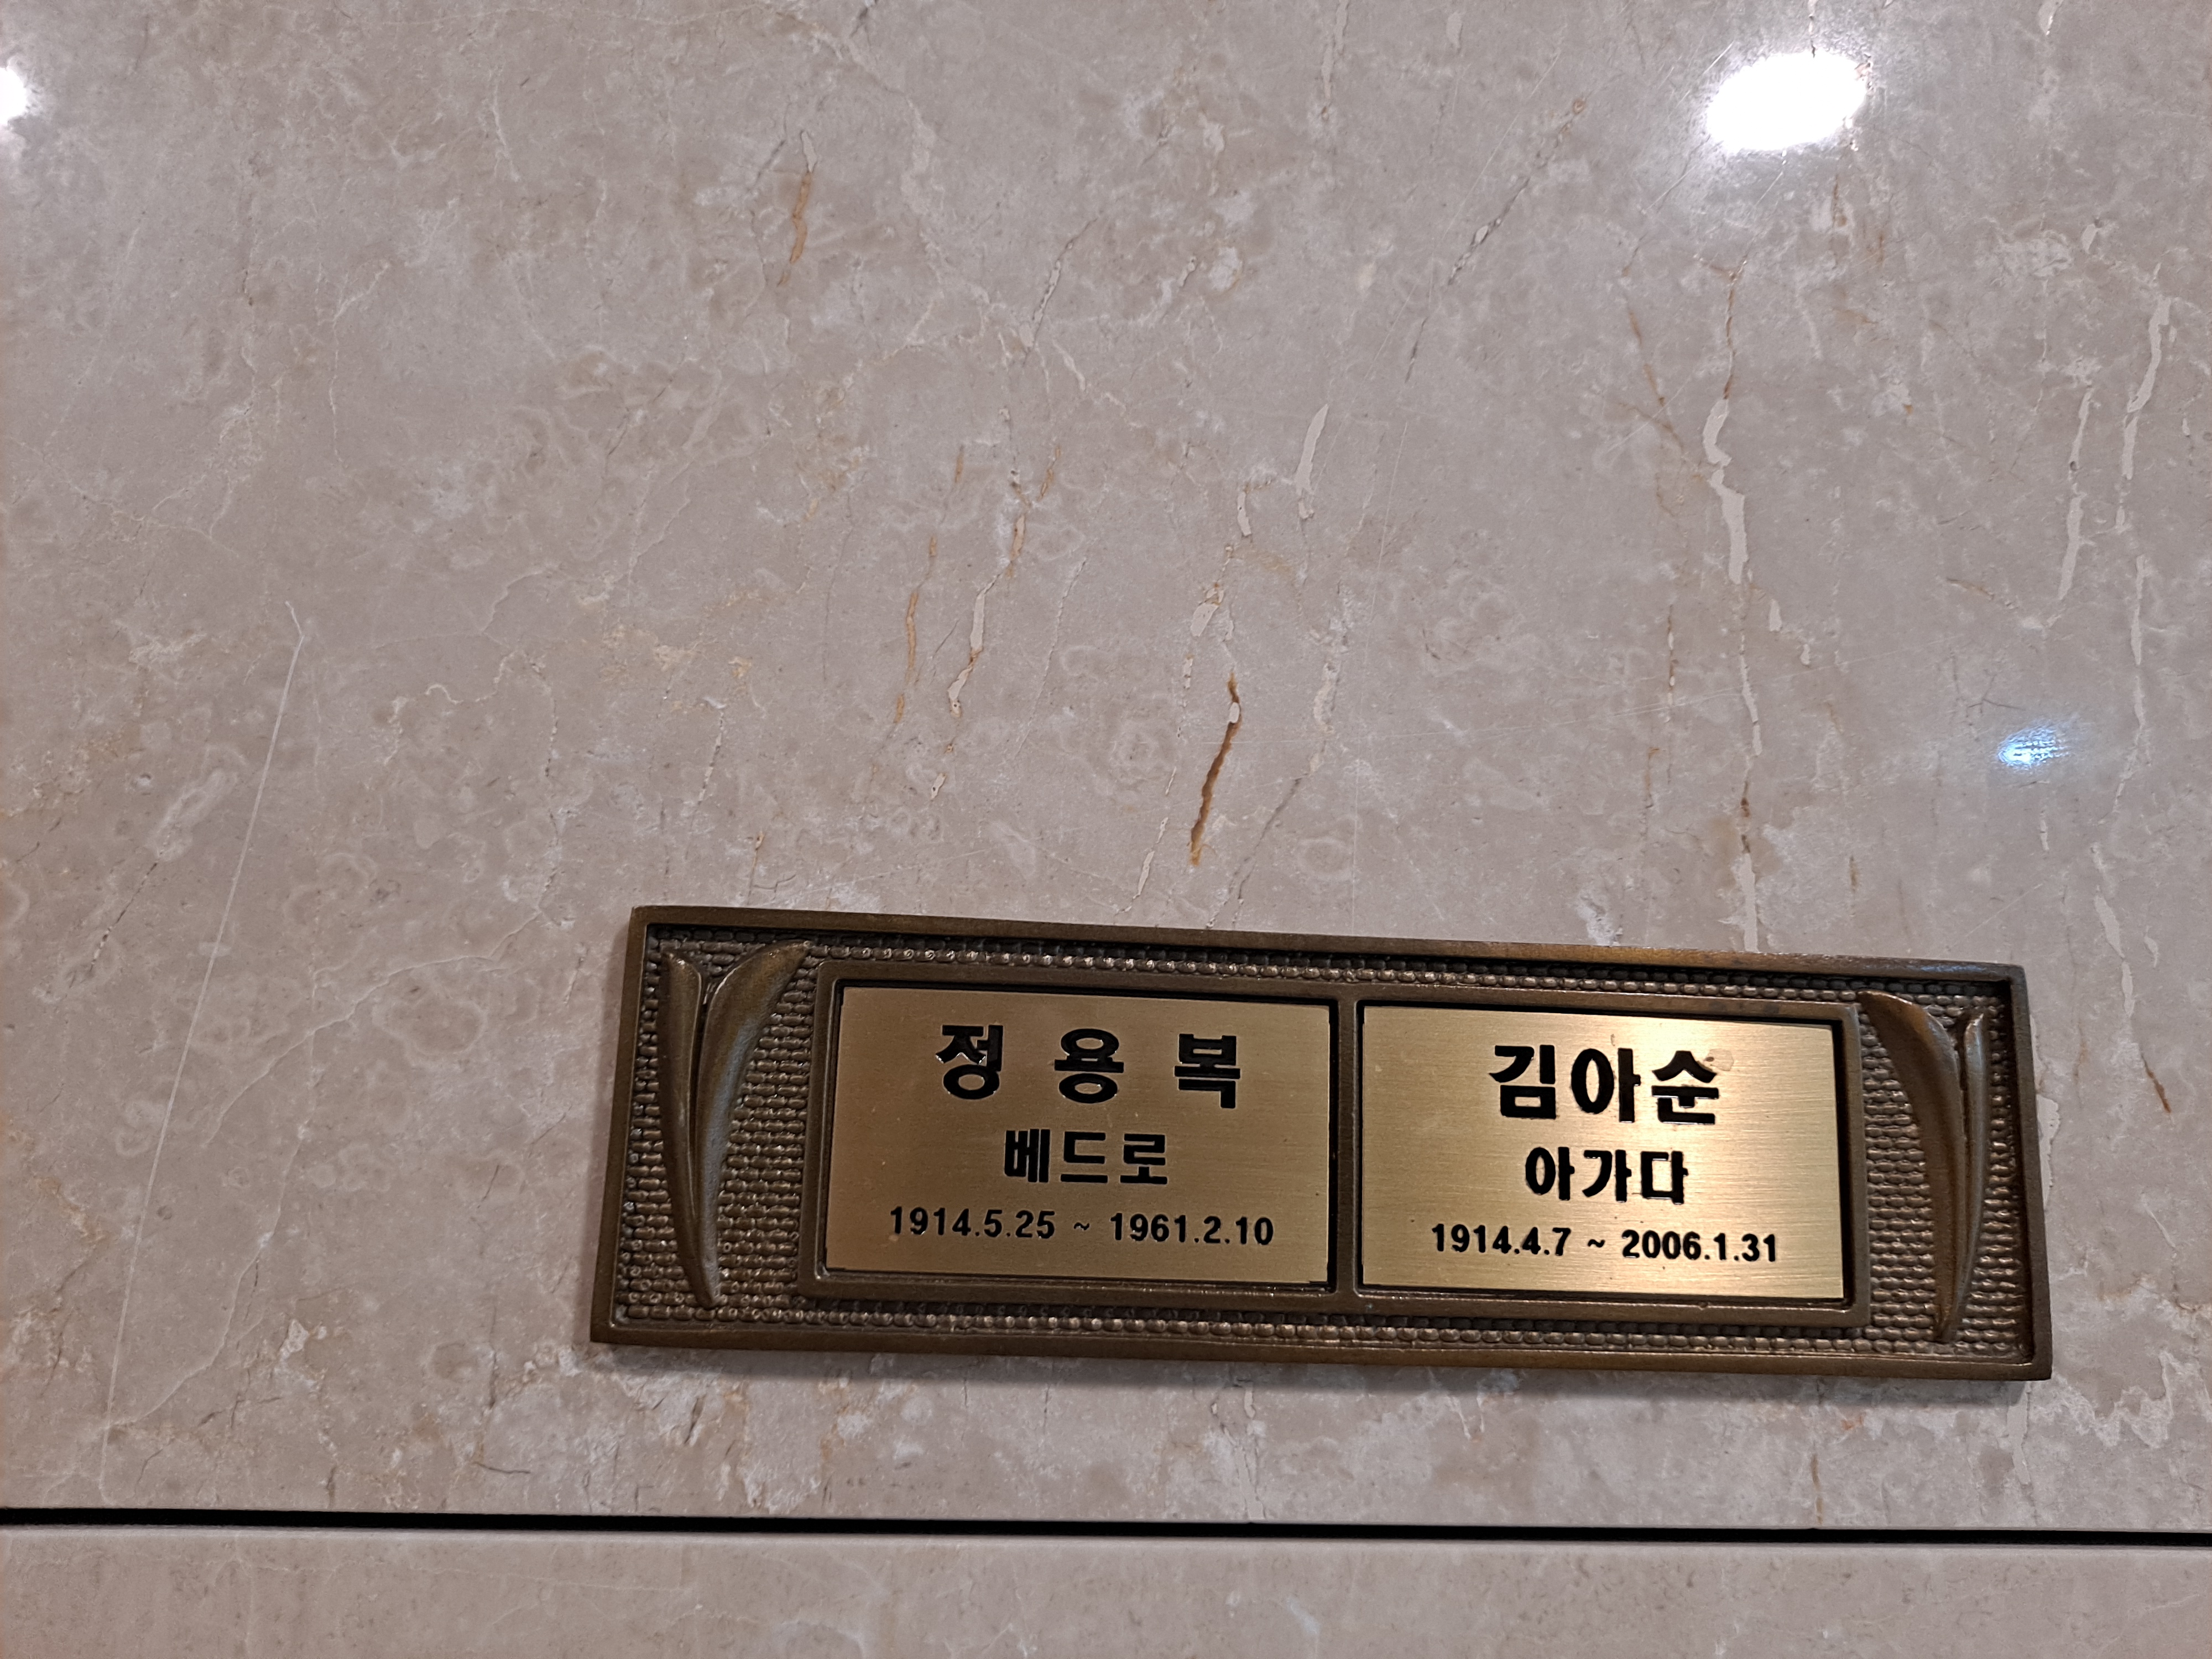 정 용 복
베드로
1914.5.25 ~ 1961.2.10
김아순
아가다
1914.4.7 ~ 2006.1.31